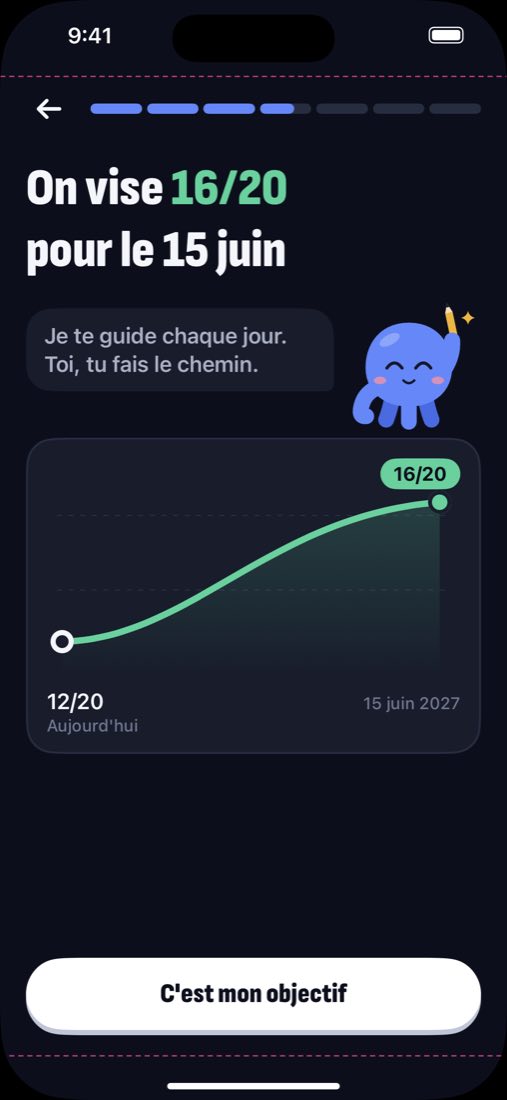 9:41
On vise 16/20
pour le 15 juin
Je te guide chaque jour.
Toi, tu fais le chemin.
16/20
12/20
Aujourd'hui
15 juin 2027
C'est mon objectif